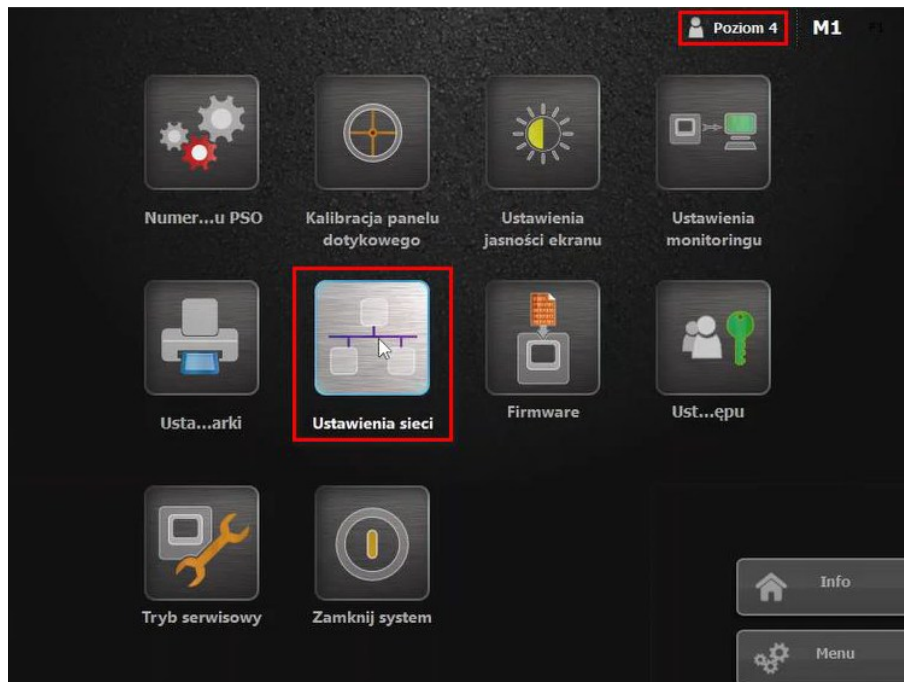 Poziom 4 M1 F1
Numer...u PSO
Kalibracja panelu
dotykowego
Ustawienia
jasności ekranu
Ustawienia
monitoringu
Usta...arki
Ustawienia sieci
Firmware
Ust...ępu
Tryb serwisowy
Zamknij system
Info
Menu